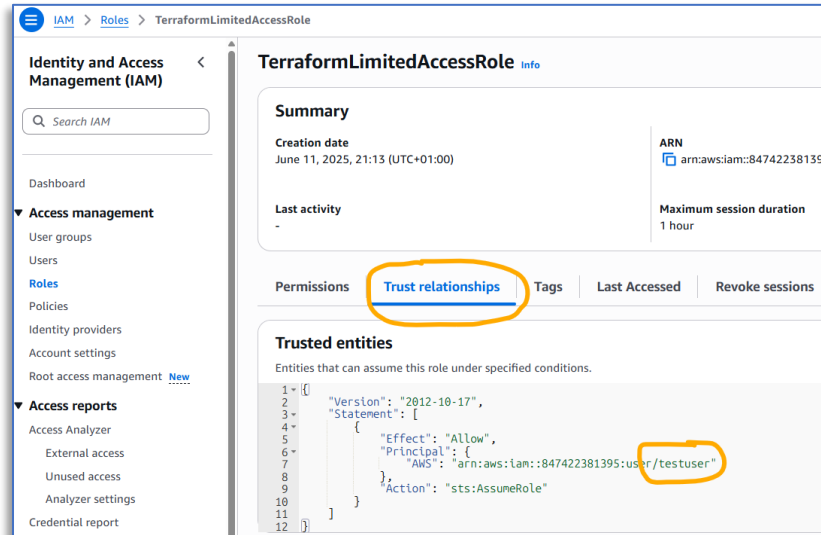 IAM > Roles > TerraformLimitedAccessRole
Identity and Access
Management (IAM)
Search IAM
Dashboard
Access management
User groups
Users
Roles
Policies
Identity providers
Account settings
Root access management New
Access reports
Access Analyzer
External access
Unused access
Analyzer settings
Credential report
TerraformLimitedAccessRole Info
Summary
Creation date
June 11, 2025, 21:13 (UTC+01:00)
ARN
arn:aws:iam::84742238139
Last activity
-
Maximum session duration
1 hour
Permissions Trust relationships Tags Last Accessed Revoke sessions
Trusted entities
Entities that can assume this role under specified conditions.
1 {
2 "Version": "2012-10-17",
3 "Statement": [
4 {
5 "Effect": "Allow",
6 "Principal": {
7 "AWS": "arn:aws:iam::847422381395:user/testuser"
8 },
9 "Action": "sts:AssumeRole"
10 }
11 ]
12 }